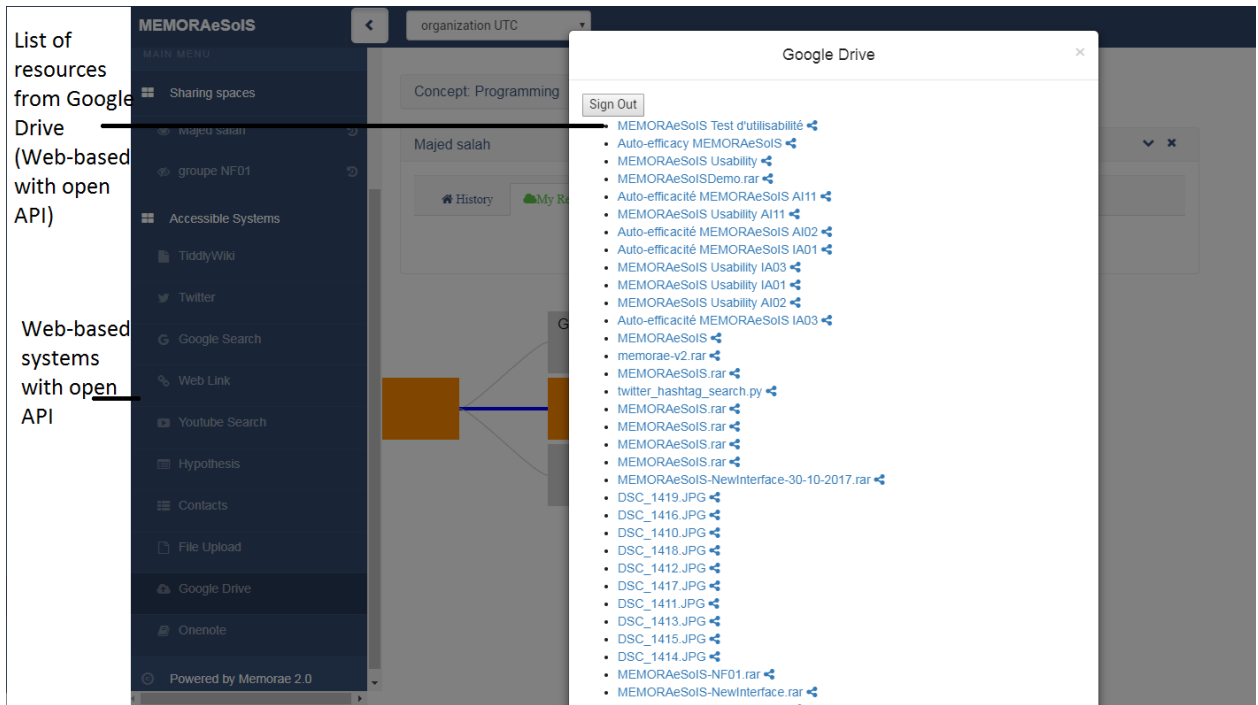 List of
resources
from Google
Drive
(Web-based
with open
API)
Web-based
systems
with open
API
MEMORAeSoIS
MAIN MENU
Sharing spaces
Majed salah
groupe NF01
Accessible Systems
TiddlyWiki
Twitter
Google Search
Web Link
Youtube Search
Hypothesis
Contacts
File Upload
Google Drive
Onenote
Powered by Memorae 2.0
organization UTC
Concept: Programming
Majed salah
History
My Re
G
Google Drive
×
Sign Out
MEMORAeSoIS Test d'utilisabilité
Auto-efficacy MEMORAeSoIS
MEMORAeSoIS Usability
MEMORAeSoISDemo.rar
Auto-efficacité MEMORAeSoIS AI11
MEMORAeSoIS Usability AI11
Auto-efficacité MEMORAeSoIS AI02
Auto-efficacité MEMORAeSoIS IA01
MEMORAeSoIS Usability IA03
MEMORAeSoIS Usability IA01
MEMORAeSoIS Usability AI02
Auto-efficacité MEMORAeSoIS IA03
MEMORAeSoIS
memorae-v2.rar
MEMORAeSoIS.rar
twitter_hashtag_search.py
MEMORAeSoIS.rar
MEMORAeSoIS.rar
MEMORAeSoIS.rar
MEMORAeSoIS.rar
MEMORAeSoIS-NewInterface-30-10-2017.rar
DSC_1419.JPG
DSC_1416.JPG
DSC_1410.JPG
DSC_1418.JPG
DSC_1412.JPG
DSC_1417.JPG
DSC_1411.JPG
DSC_1413.JPG
DSC_1415.JPG
DSC_1414.JPG
MEMORAeSoIS-NF01.rar
MEMORAeSoIS-NewInterface.rar